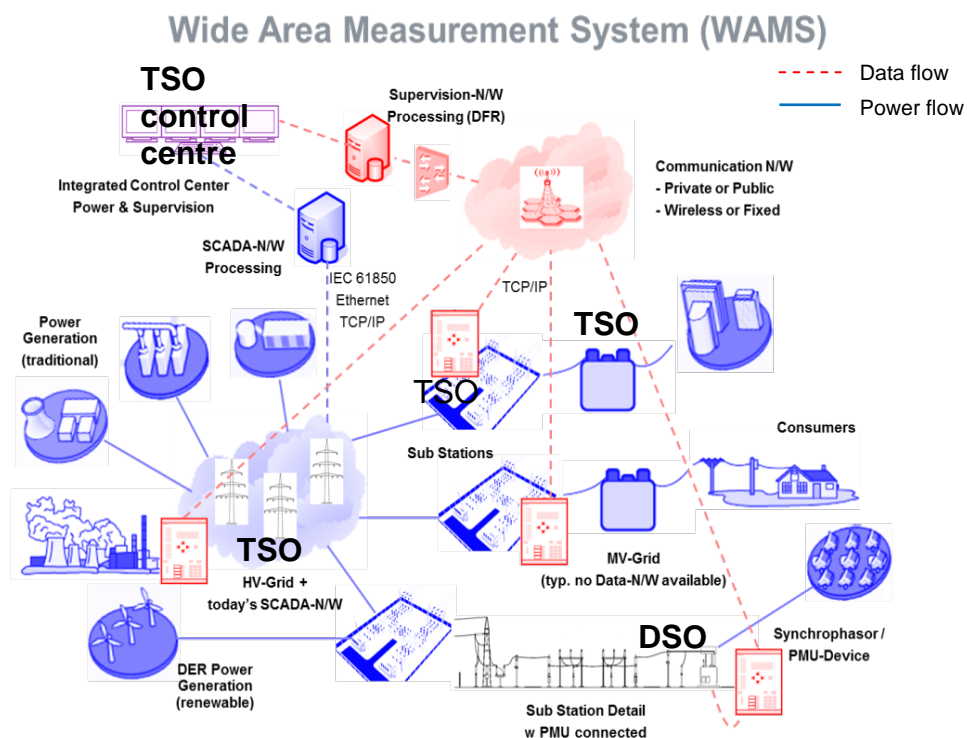 Wide Area Measurement System (WAMS)
Data flow
Power flow
TSO
control
centre
Integrated Control Center
Power & Supervision
Supervision-N/W
Processing (DFR)
Communication N/W
- Private or Public
- Wireless or Fixed
SCADA-N/W
Processing
IEC 61850
Ethernet
TCP/IP
TCP/IP
Power
Generation
(traditional)
TSO
TSO
Sub Stations
Consumers
TSO
HV-Grid +
today's SCADA-N/W
MV-Grid
(typ. no Data-N/W available)
DER Power
Generation
(renewable)
DSO
Synchrophasor /
PMU-Device
Sub Station Detail
w PMU connected